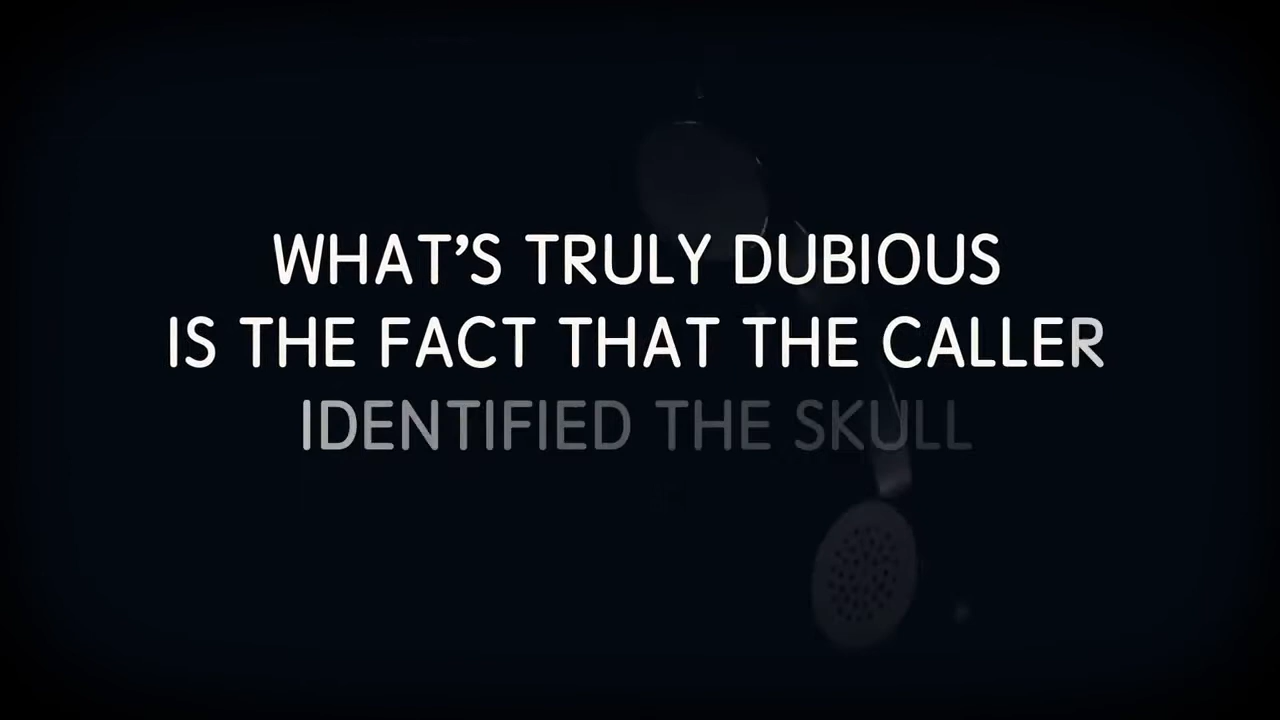 WHAT’S TRULY DUBIOUS
IS THE FACT THAT THE CALLER
IDENTIFIED THE SKULL